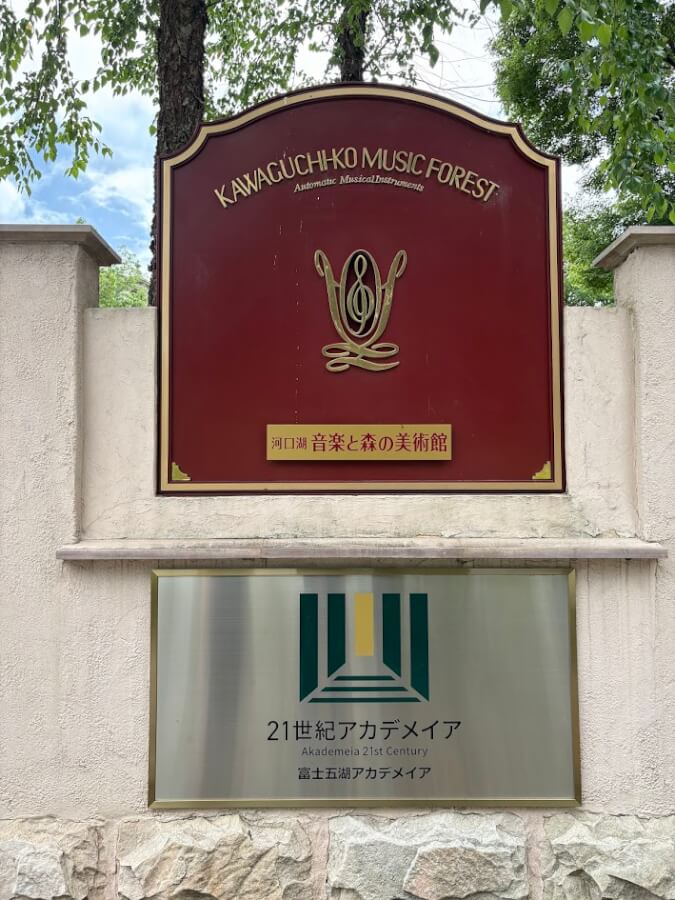 KAWAGUCHI-KO MUSIC FOREST
Automatic Musical Instruments
河口湖 音楽と森の美術館
21世紀アカデメイア
Akademeia 21st Century
富士五湖アカデメイア